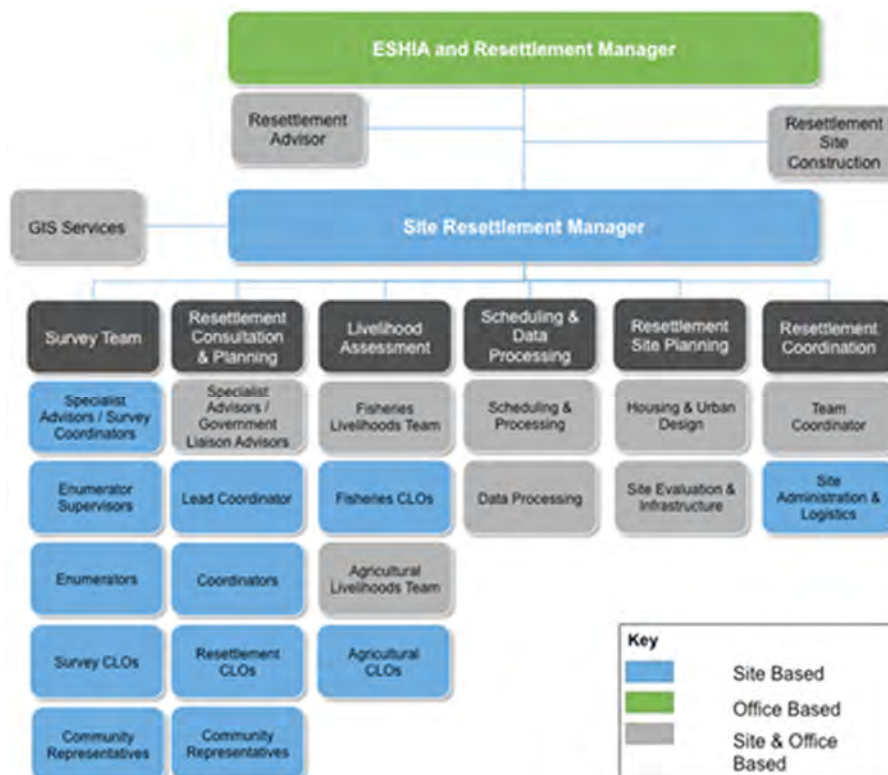 ESHIA and Resettlement Manager
Resettlement
Advisor
Resettlement
Site
Construction
GIS Services
Site Resettlement Manager
Survey Team
Resettlement
Consultation
& Planning
Livelihood
Assessment
Scheduling &
Data
Processing
Resettlement
Site Planning
Resettlement
Coordination
Specialist
Advisors / Survey
Coordinators
Specialist
Advisors /
Government
Liaison Advisors
Fisheries
Livelihoods Team
Scheduling &
Processing
Housing & Urban
Design
Team
Coordinator
Enumerator
Supervisors
Lead Coordinator
Fisheries CLOs
Data Processing
Site Evaluation &
Infrastructure
Site
Administration &
Logistics
Enumerators
Coordinators
Agricultural
Livelihoods Team
Survey CLOs
Resettlement
CLOs
Agricultural
CLOs
Community
Representatives
Community
Representatives
Key
Site Based
Office Based
Site & Office
Based